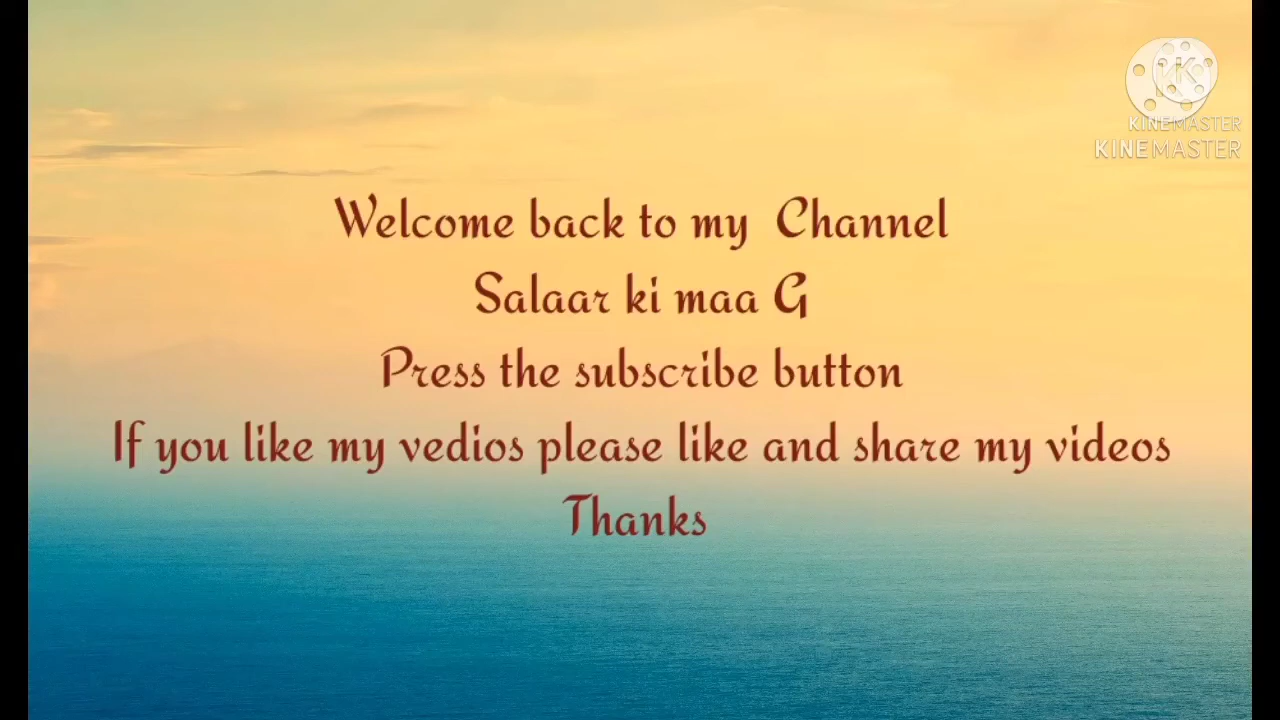 KINEMASTER
KINEMASTER
Welcome back to my Channel
Salaar ki maa G
Press the subscribe button
If you like my vedios please like and share my videos
Thanks